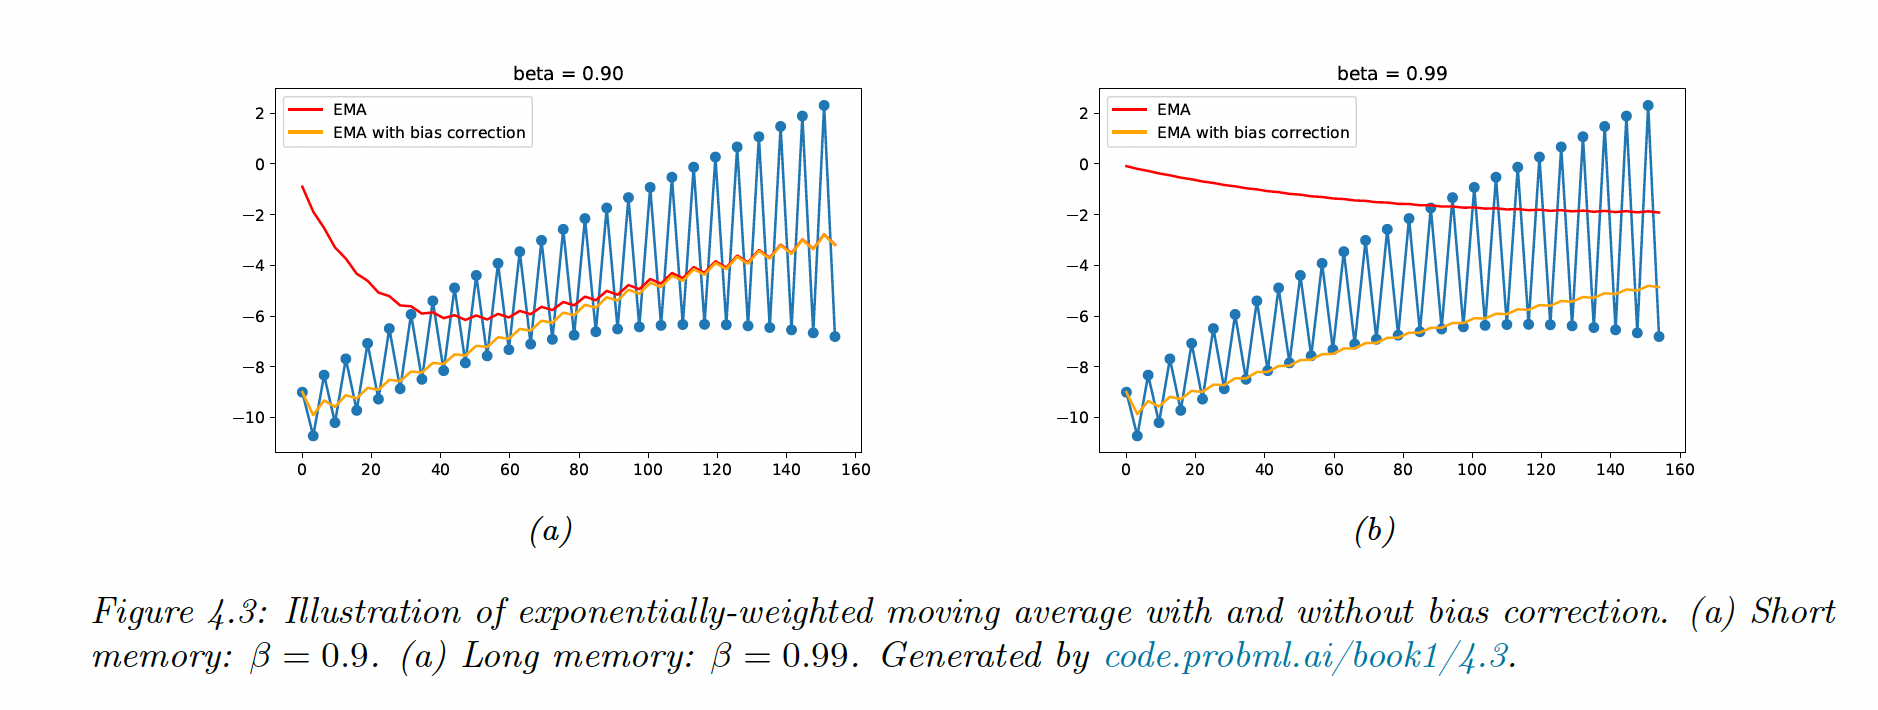 beta = 0.90
EMA
EMA with bias correction
2
0
−2
−4
−6
−8
−10
0 20 40 60 80 100 120 140 160
(a)
beta = 0.99
EMA
EMA with bias correction
2
0
−2
−4
−6
−8
−10
0 20 40 60 80 100 120 140 160
(b)
Figure 4.3: Illustration of exponentially-weighted moving average with and without bias correction. (a) Short
memory: β = 0.9. (a) Long memory: β = 0.99. Generated by code.probml.ai/book1/4.3.